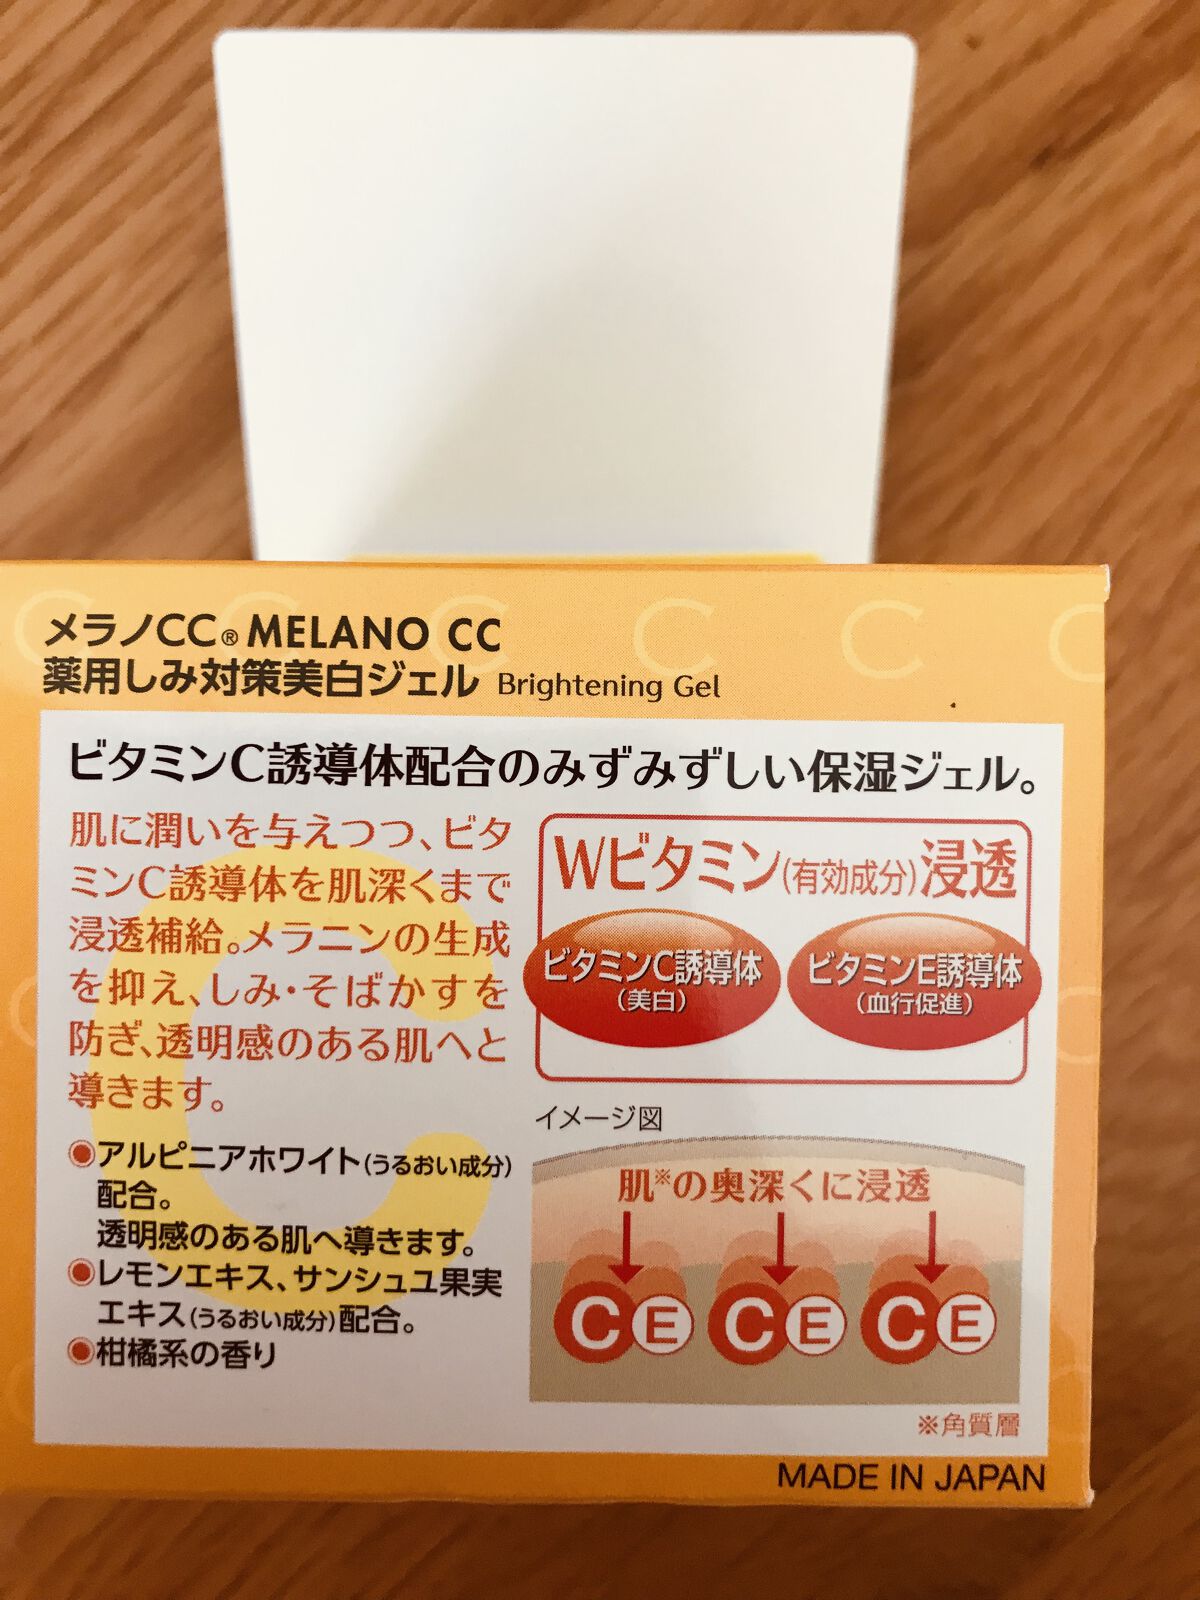 メラノCC® MELANO CC
薬用しみ対策美白ジェル Brightening Gel
ビタミンC誘導体配合のみずみずしい保湿ジェル。
肌に潤いを与えつつ、ビタ
ミンC誘導体を肌深くまで
浸透補給。メラニンの生成
を抑え、しみ・そばかすを
防ぎ、透明感のある肌へと
導きます。
◉アルピニアホワイト(うるおい成分)
配合。
透明感のある肌へ導きます。
◉レモンエキス、サンシュユ果実
エキス(うるおい成分)配合。
◉柑橘系の香り
Wビタミン(有効成分)浸透
ビタミンC誘導体
(美白)
ビタミンE誘導体
(血行促進)
イメージ図
肌※の奥深くに浸透
C E C E C E
※角質層
MADE IN JAPAN